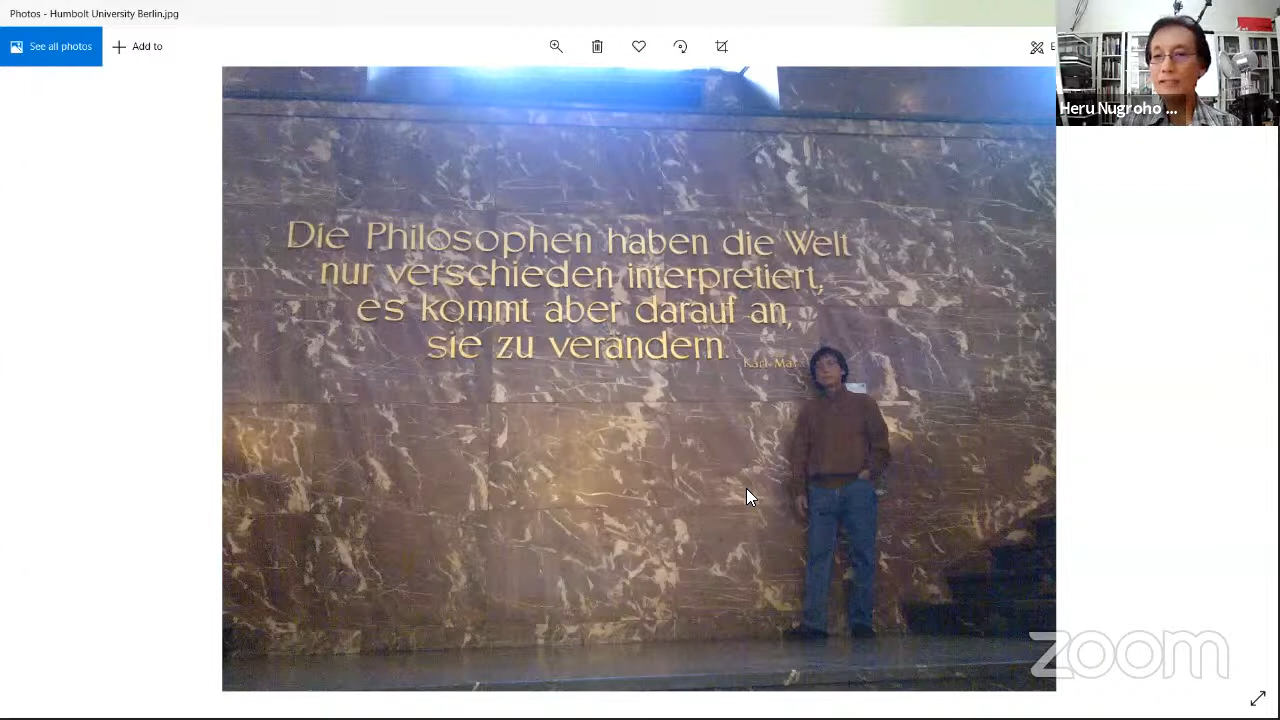 Photos - Humbolt University Berlin.jpg
See all photos
Add to
Heru Nugroho ...
Die Philosophen haben die Welt
nur verschieden interpretiert,
es kommt aber darauf an,
sie zu verändern.
Karl Mar
zoom